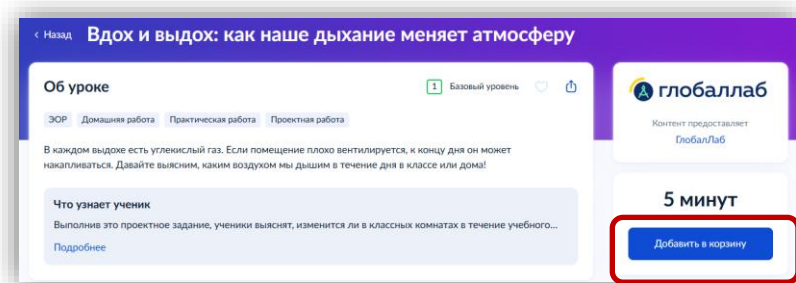 ‹ Назад Вдох и выдох: как наше дыхание меняет атмосферу
Об уроке
1 Базовый уровень
ЭОР Домашняя работа Практическая работа Проектная работа
В каждом выдохе есть углекислый газ. Если помещение плохо вентилируется, к концу дня он может
накапливаться. Давайте выясним, каким воздухом мы дышим в течение дня в классе или дома!
Что узнает ученик
Выполнив это проектное задание, ученики выяснят, изменится ли в классных комнатах в течение учебного...
Подробнее
глобаллаб
Контент предоставляет
ГлобалЛаб
5 минут
Добавить в корзину